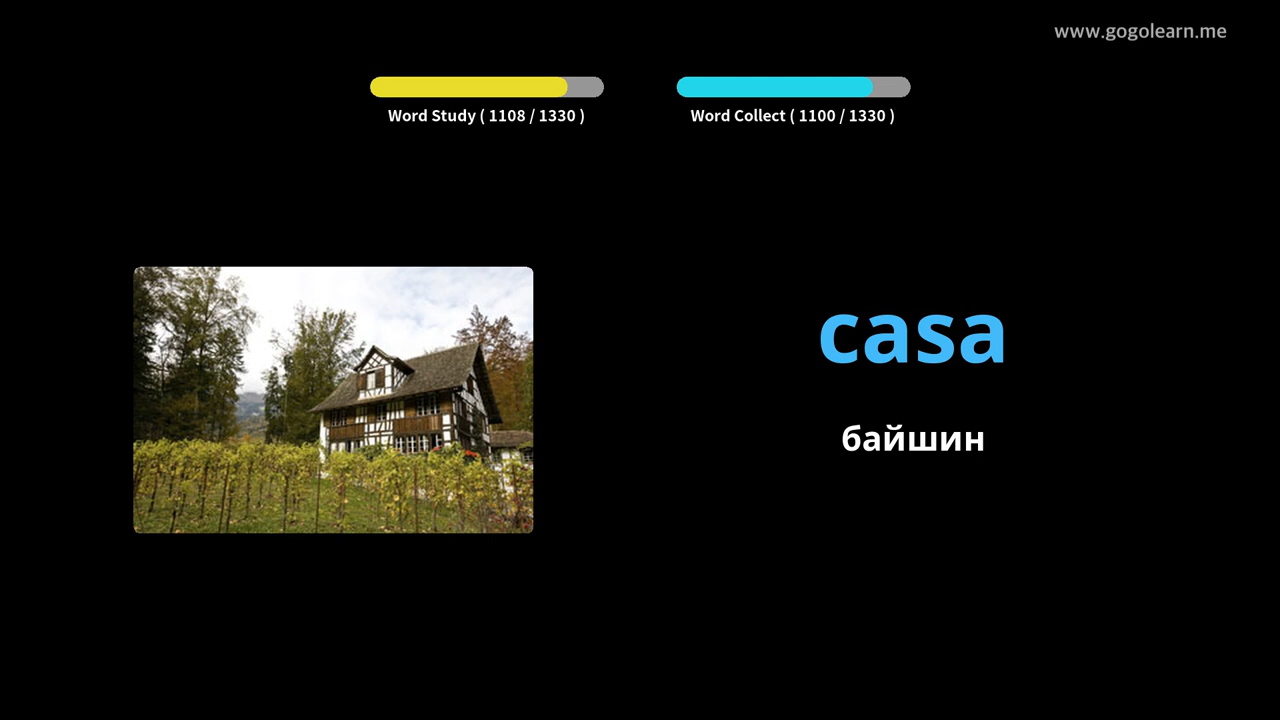 www.gogolearn.me
Word Study ( 1108 / 1330 )
Word Collect ( 1100 / 1330 )
casa
байшин